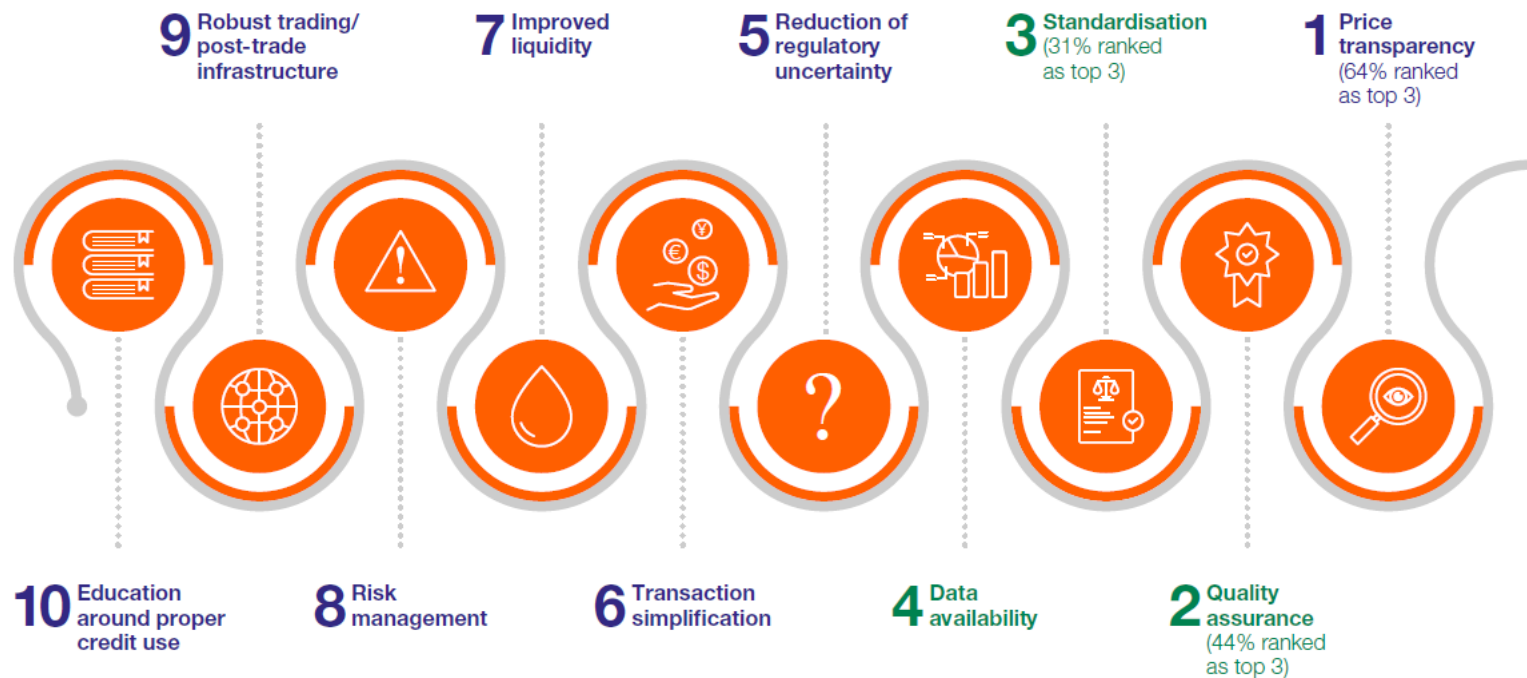 9 Robust trading/
post-trade
infrastructure
7 Improved
liquidity
5 Reduction of
regulatory
uncertainty
3 Standardisation
(31% ranked
as top 3)
1 Price
transparency
(64% ranked
as top 3)
¥
€
$
!
?
10 Education
around proper
credit use
8 Risk
management
6 Transaction
simplification
4 Data
availability
2 Quality
assurance
(44% ranked
as top 3)